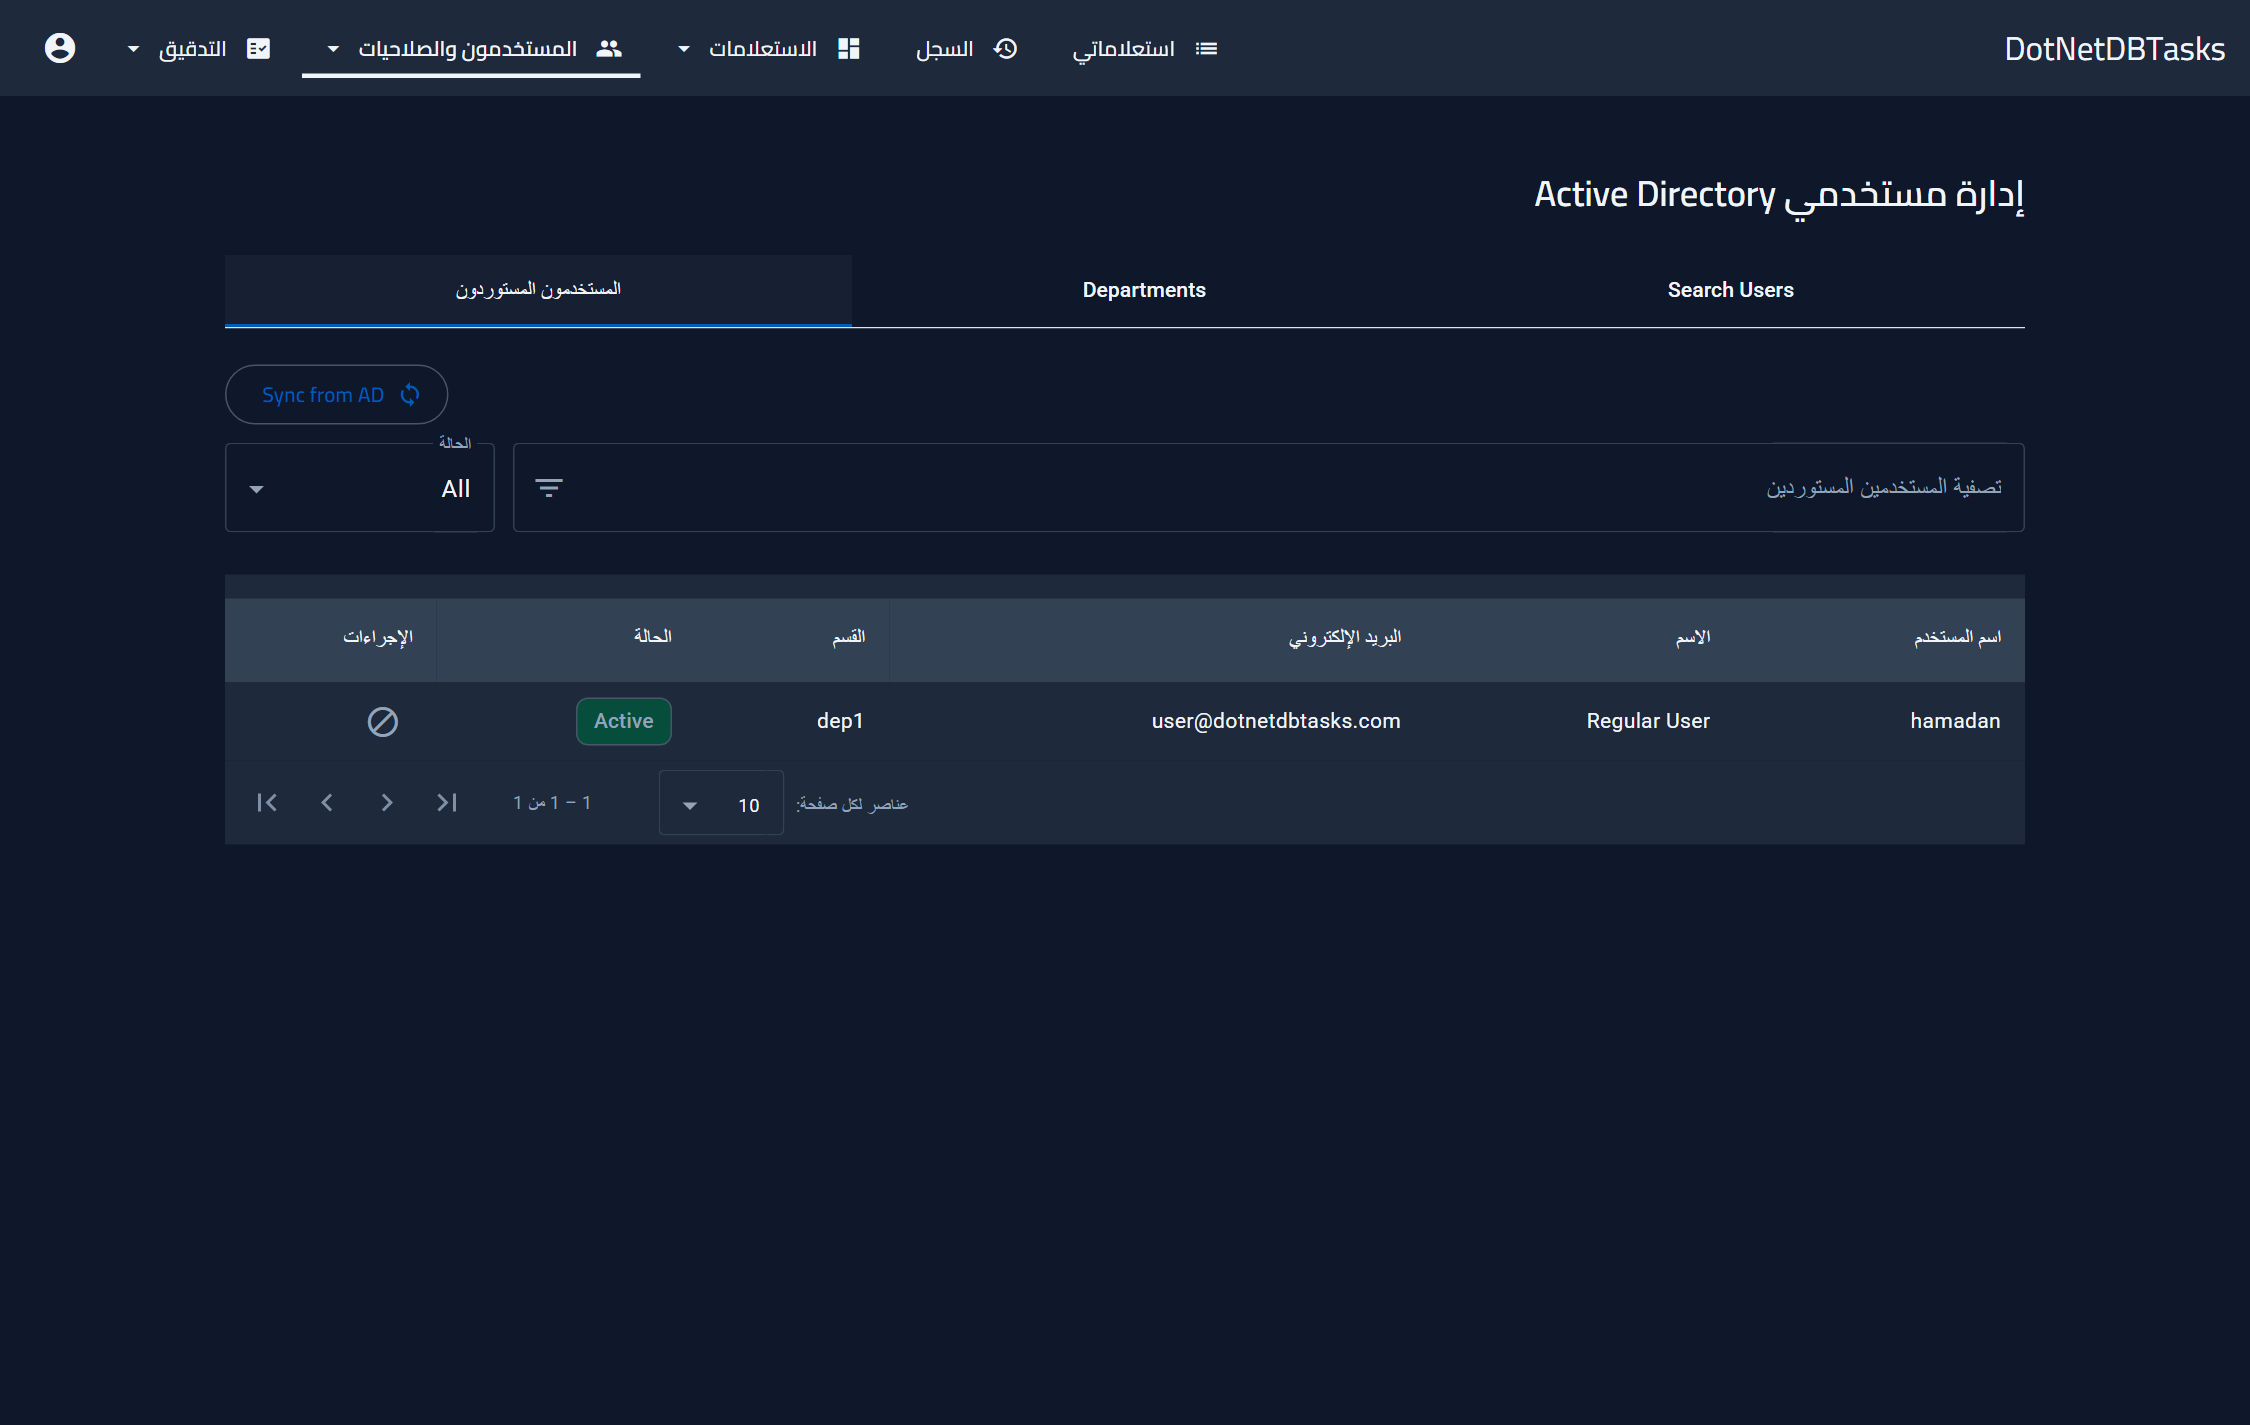 DotNetDBTasks
استعلاماتي
السجل
الاستعلامات
المستخدمون والصلاحيات
التدقيق
إدارة مستخدمي Active Directory
Search Users
Departments
المستخدمون المستوردون
Sync from AD
تصفية المستخدمين المستوردين
الحالة
All
اسم المستخدم
الاسم
البريد الإلكتروني
القسم
الحالة
الإجراءات
hamadan
Regular User
user@dotnetdbtasks.com
dep1
Active
عناصر لكل صفحة:
10
1 – 1 من 1